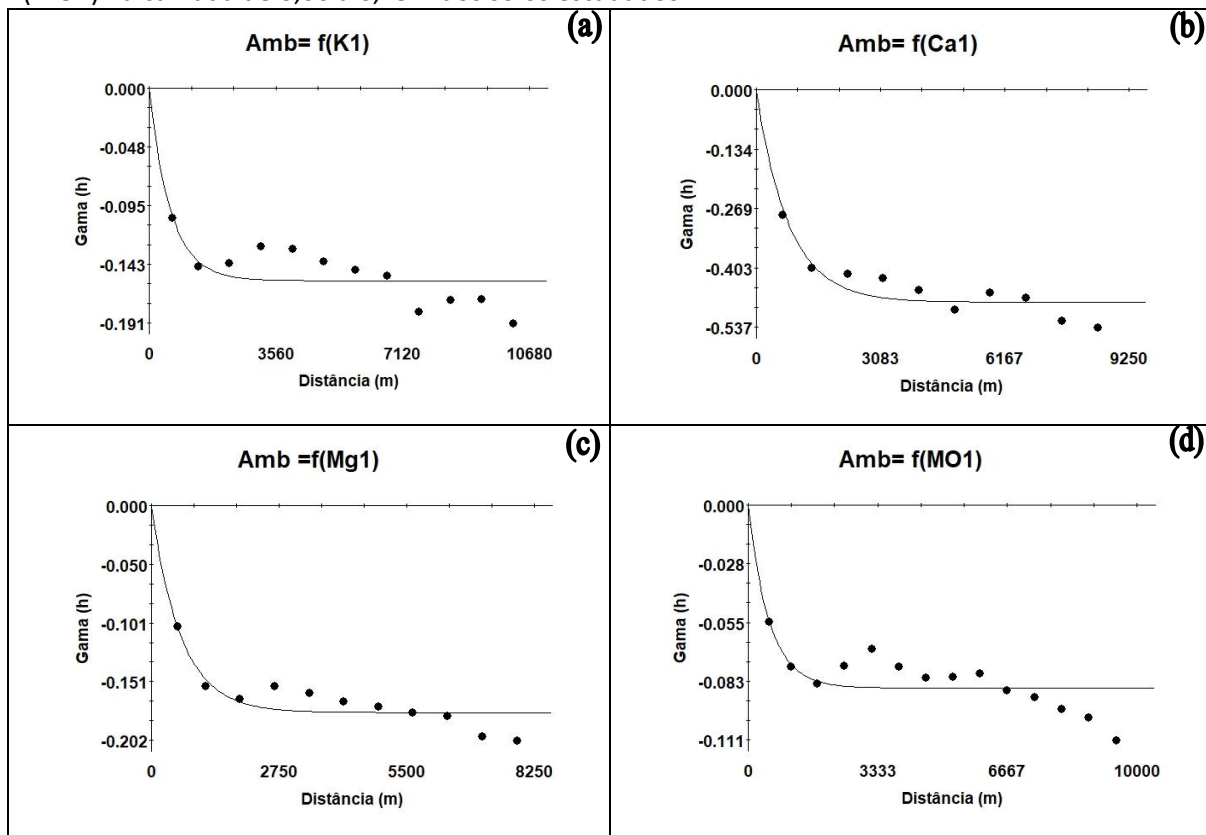 (a)
Amb= f(K1)
0.000
-0.048
-0.095
-0.143
-0.191
Gama (h)
0 3560 7120 10680
Distância (m)
(b)
Amb= f(Ca1)
0.000
-0.134
-0.269
-0.403
-0.537
Gama (h)
0 3083 6167 9250
Distância (m)
(c)
Amb =f(Mg1)
0.000
-0.050
-0.101
-0.151
-0.202
Gama (h)
0 2750 5500 8250
Distância (m)
(d)
Amb= f(MO1)
0.000
-0.028
-0.055
-0.083
-0.111
Gama (h)
0 3333 6667 10000
Distância (m)